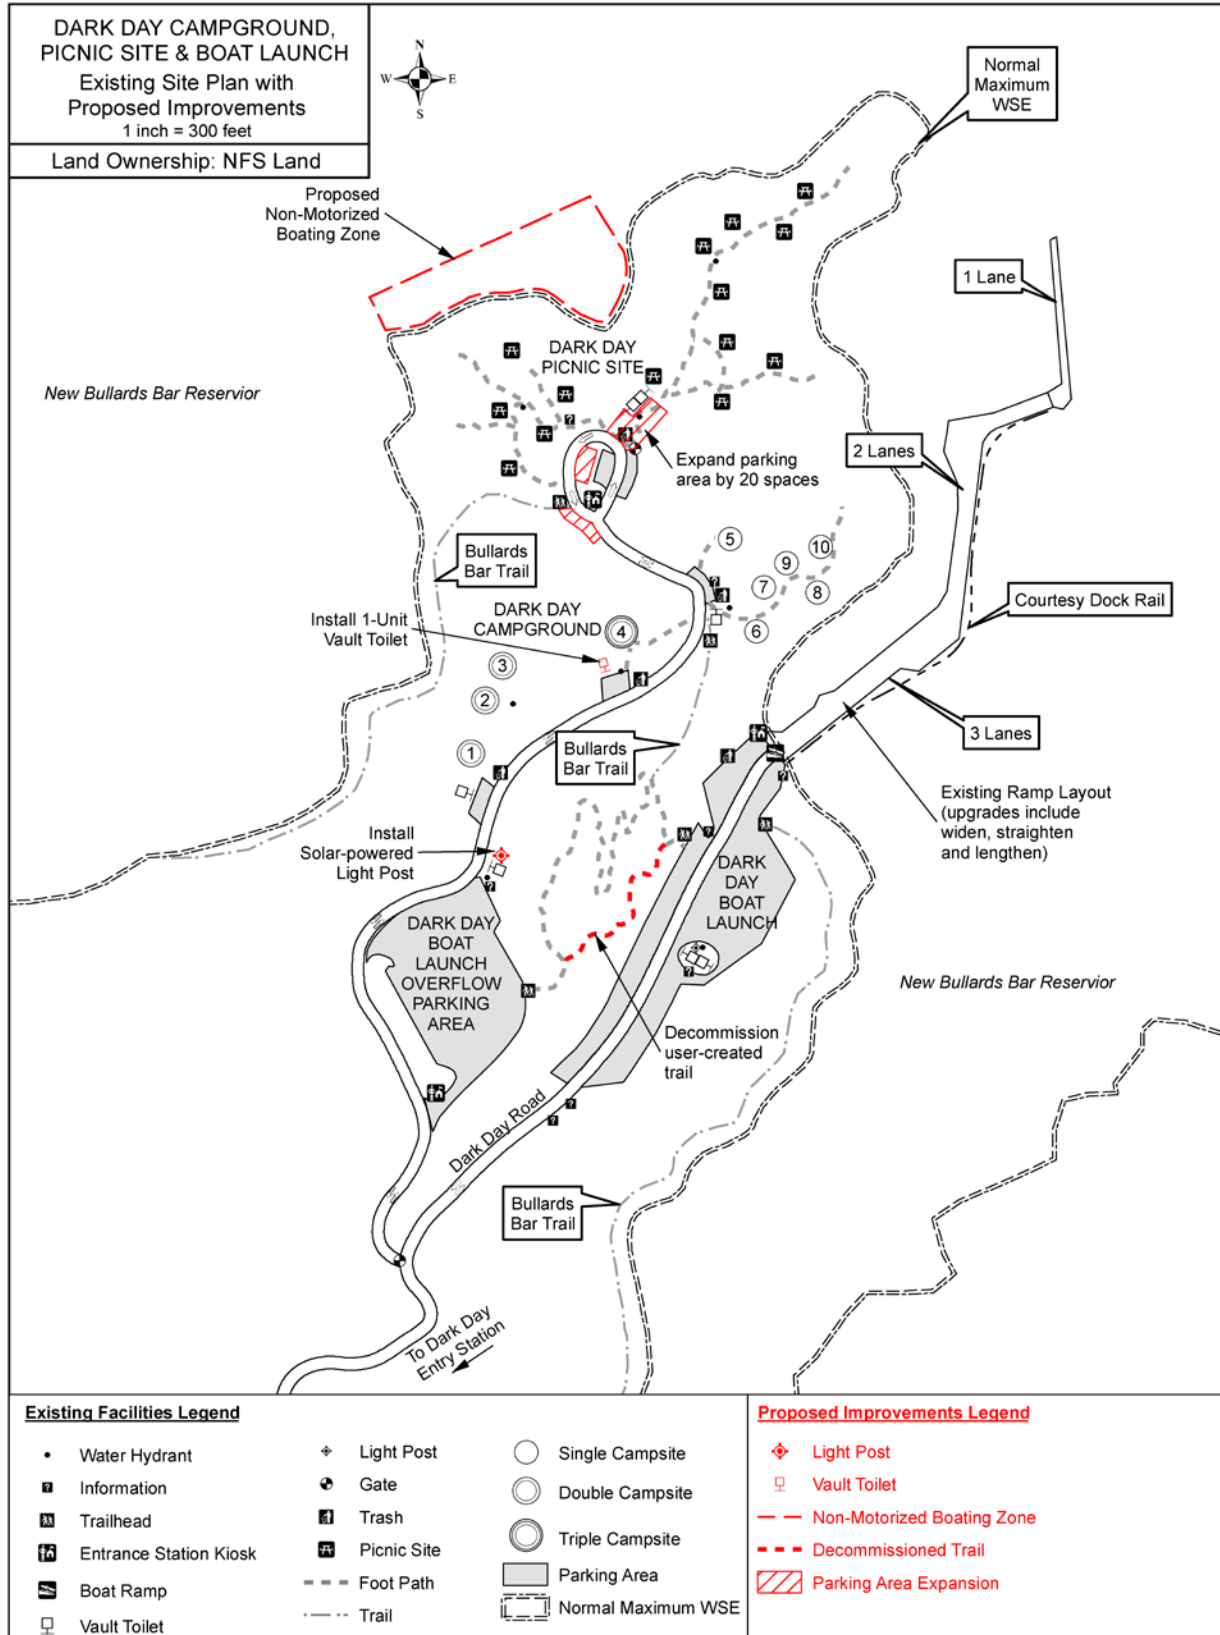 DARK DAY CAMPGROUND,
PICNIC SITE & BOAT LAUNCH
Existing Site Plan with
Proposed Improvements
1 inch = 300 feet
Land Ownership: NFS Land
N
W
E
S
Normal
Maximum
WSE
Proposed
Non-Motorized
Boating Zone
1 Lane
DARK DAY
PICNIC SITE
New Bullards Bar Reservior
2 Lanes
Expand parking
area by 20 spaces
Bullards
Bar Trail
5
10
9
7
8
6
Courtesy Dock Rail
Install 1-Unit
Vault Toilet
DARK DAY
CAMPGROUND
4
3
2
1
3 Lanes
Bullards
Bar Trail
Existing Ramp Layout
(upgrades include
widen, straighten
and lengthen)
Install
Solar-powered
Light Post
DARK
DAY
BOAT
LAUNCH
DARK DAY
BOAT
LAUNCH
OVERFLOW
PARKING
AREA
New Bullards Bar Reservior
Decommission
user-created
trail
Dark Day Road
Bullards
Bar Trail
To Dark Day
Entry Station
Existing Facilities Legend
Water Hydrant
Information
Trailhead
Entrance Station Kiosk
Boat Ramp
Vault Toilet
Light Post
Gate
Trash
Picnic Site
Foot Path
Trail
Single Campsite
Double Campsite
Triple Campsite
Parking Area
Normal Maximum WSE
Proposed Improvements Legend
Light Post
Vault Toilet
Non-Motorized Boating Zone
Decommissioned Trail
Parking Area Expansion